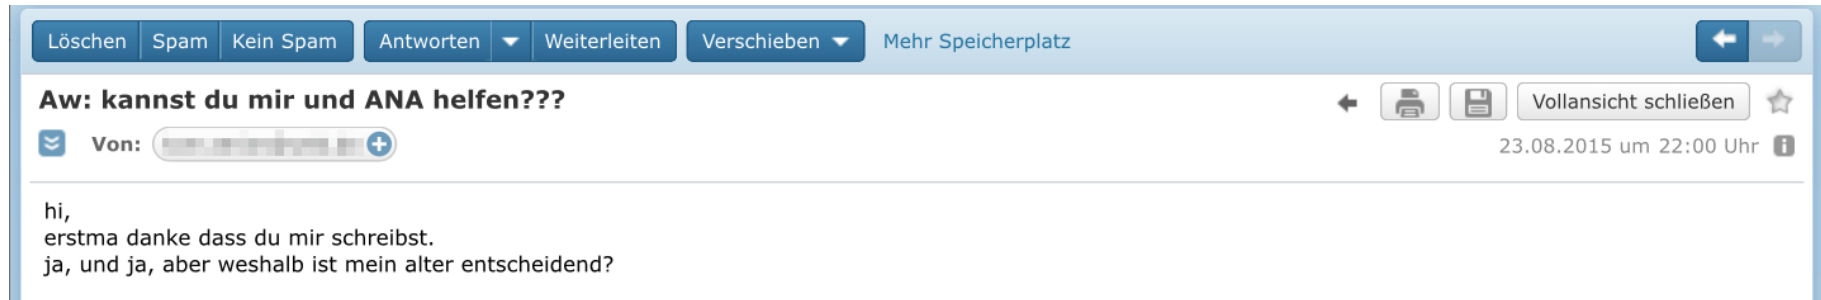 Löschen Spam Kein Spam Antworten Weiterleiten Verschieben Mehr Speicherplatz
Aw: kannst du mir und ANA helfen???
Vollansicht schließen
Von:
23.08.2015 um 22:00 Uhr
hi,
erstma danke dass du mir schreibst.
ja, und ja, aber weshalb ist mein alter entscheidend?